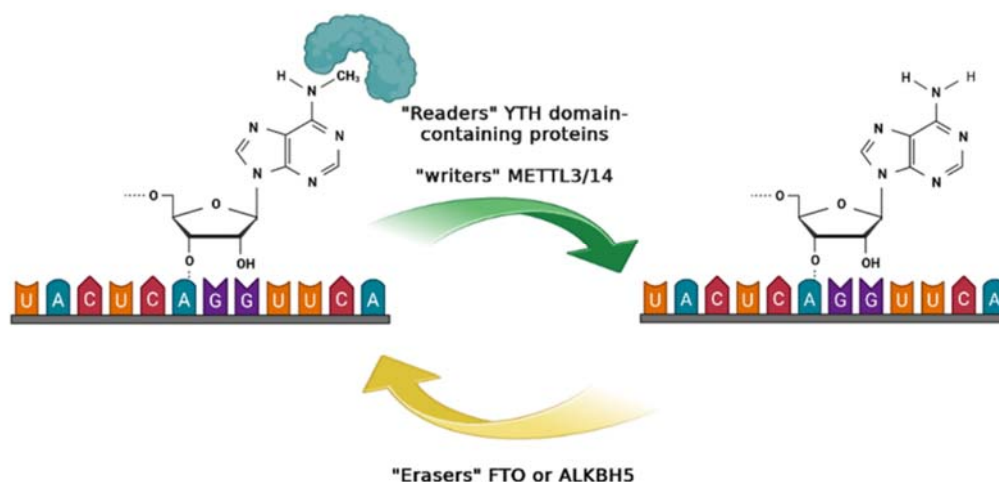 H N CH₃
N N
N N
O O
O OH
"Readers" YTH domain-
containing proteins
"writers" METTL3/14
H H
N
N N
N N
O O
O OH
U A C U C A G G U U C A
U A C U C A G G U U C A
"Erasers" FTO or ALKBH5